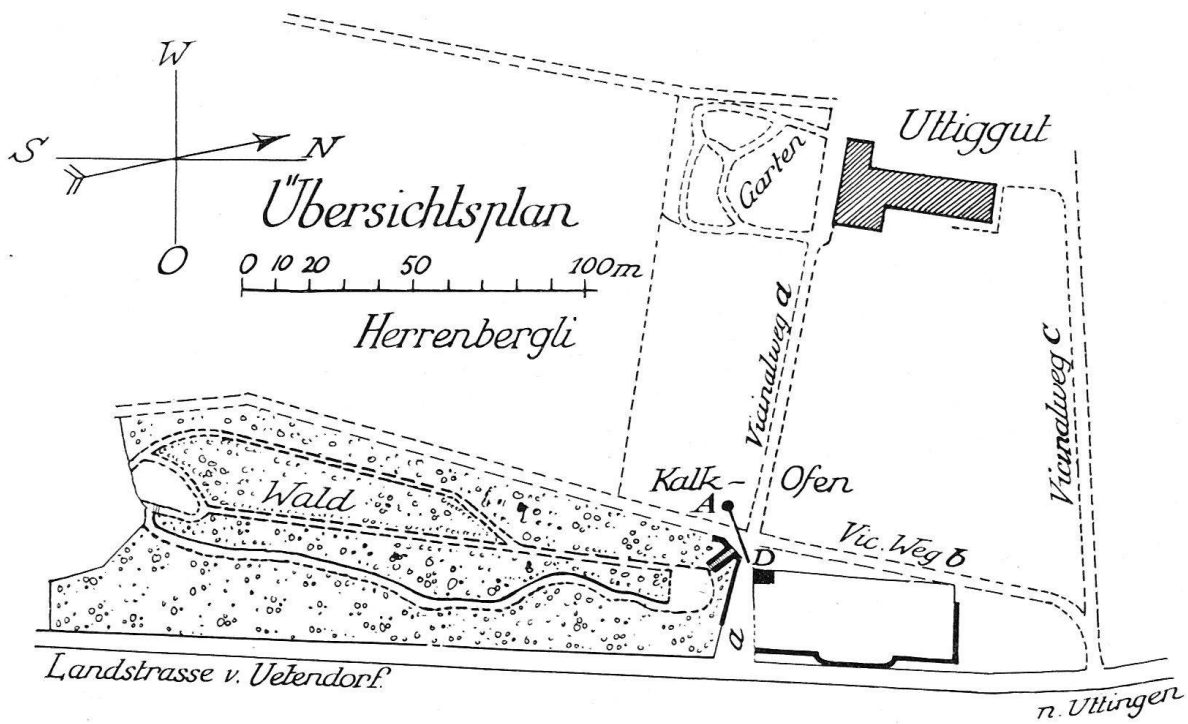 W
S
N
O
Übersichtsplan
0 10 20 50 100m
Herrenbergli
Uttiggut
Garten
Vicinalweg a
Vicinalweg c
Kalk-Ofen
A
D
Vic. Weg b
Wald
a
Landstrasse v. Uetendorf.
n. Uttingen